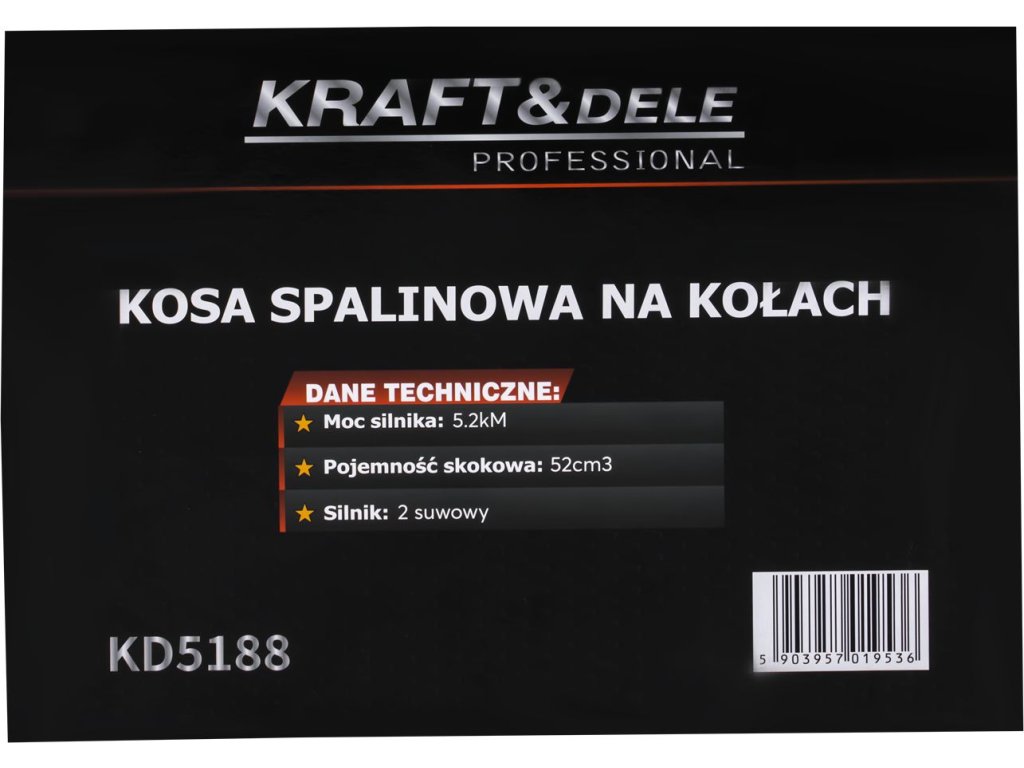 KRAFT&DELE
PROFESSIONAL
KOSA SPALINOWA NA KOŁACH
DANE TECHNICZNE:
Moc silnika: 5.2kM
Pojemność skokowa: 52cm3
Silnik: 2 suwowy
KD5188
5 903957 019536